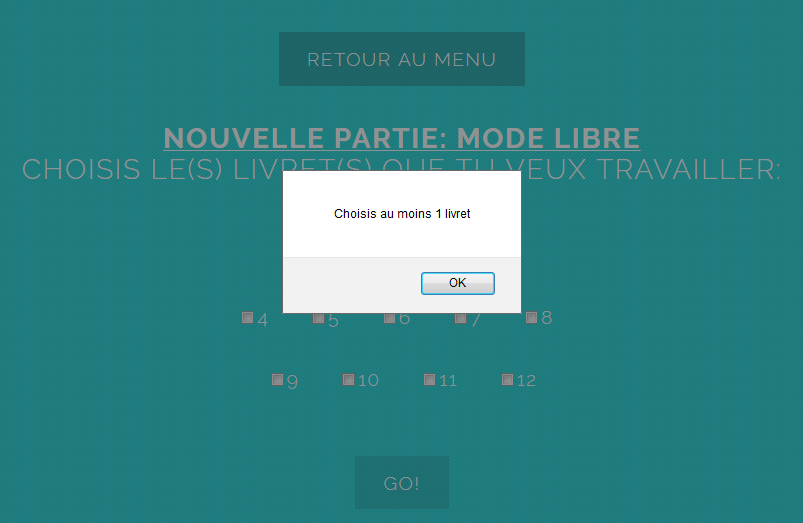 RETOUR AU MENU
NOUVELLE PARTIE: MODE LIBRE
CHOISIS LE(S) LIVRET(S) QUE TU VEUX TRAVAILLER:
Choisis au moins 1 livret
OK
4 5 6 7 8
9 10 11 12
GO!